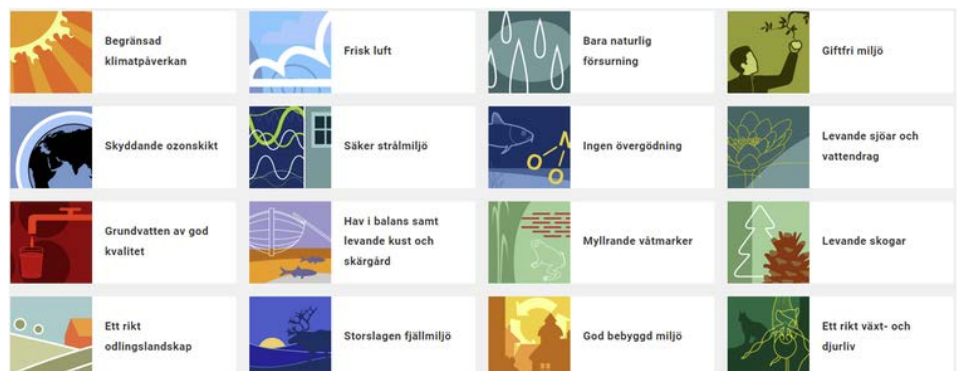 Begränsad
klimatpåverkan
Frisk luft
Bara naturlig
försurning
Giftfri miljö
Skyddande ozonskikt
Säker strålmiljö
Ingen övergödning
N
O
O
Levande sjöar och
vattendrag
Grundvatten av god
kvalitet
Hav i balans samt
levande kust och
skärgård
Myllrande våtmarker
Levande skogar
Ett rikt
odlingslandskap
Storslagen fjällmiljö
God bebyggd miljö
Ett rikt växt- och
djurliv